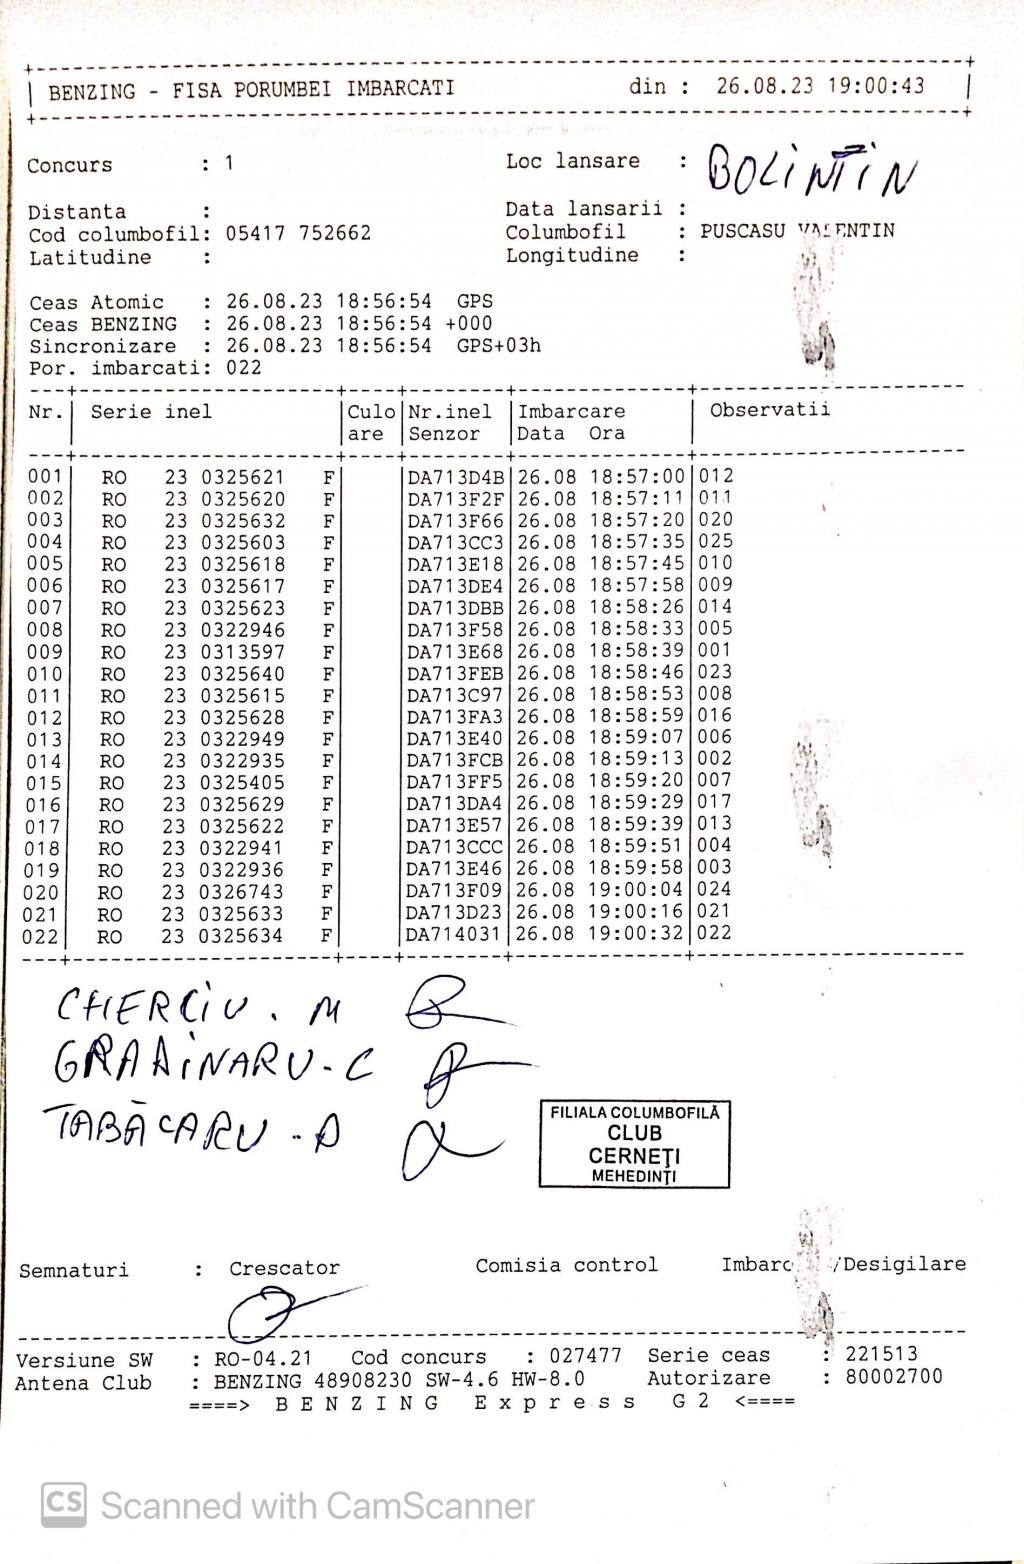 BENZING - FISA PORUMBEI IMBARCATI din : 26.08.23 19:00:43
Concurs : 1 Loc lansare : BOLINTIN
Distanta : Data lansarii :
Cod columbofil: 05417 752662 Columbofil : PUSCASU VALENTIN
Latitudine : Longitudine :
Ceas Atomic : 26.08.23 18:56:54 GPS
Ceas BENZING : 26.08.23 18:56:54 +000
Sincronizare : 26.08.23 18:56:54 GPS+03h
Por. imbarcati: 022
Nr. Serie inel Culo Nr.inel Imbarcare Observatii
are Senzor Data Ora
001 RO 23 0325621 F DA713D4B 26.08 18:57:00 012
002 RO 23 0325620 F DA713F2F 26.08 18:57:11 011
003 RO 23 0325632 F DA713F66 26.08 18:57:20 020
004 RO 23 0325603 F DA713CC3 26.08 18:57:35 025
005 RO 23 0325618 F DA713E18 26.08 18:57:45 010
006 RO 23 0325617 F DA713DE4 26.08 18:57:58 009
007 RO 23 0325623 F DA713DBB 26.08 18:58:26 014
008 RO 23 0322946 F DA713F58 26.08 18:58:33 005
009 RO 23 0313597 F DA713E68 26.08 18:58:39 001
010 RO 23 0325640 F DA713FEB 26.08 18:58:46 023
011 RO 23 0325615 F DA713C97 26.08 18:58:53 008
012 RO 23 0325628 F DA713FA3 26.08 18:58:59 016
013 RO 23 0322949 F DA713E40 26.08 18:59:07 006
014 RO 23 0322935 F DA713FCB 26.08 18:59:13 002
015 RO 23 0325405 F DA713FF5 26.08 18:59:20 007
016 RO 23 0325629 F DA713DA4 26.08 18:59:29 017
017 RO 23 0325622 F DA713E57 26.08 18:59:39 013
018 RO 23 0322941 F DA713CCC 26.08 18:59:51 004
019 RO 23 0322936 F DA713E46 26.08 18:59:58 003
020 RO 23 0326743 F DA713F09 26.08 19:00:04 024
021 RO 23 0325633 F DA713D23 26.08 19:00:16 021
022 RO 23 0325634 F DA714031 26.08 19:00:32 022
CHERCIU . M
GRADINARU - C
TABĂCARU - A
FILIALA COLUMBOFILĂ
CLUB
CERNEŢI
MEHEDINŢI
Semnaturi : Crescator Comisia control /Desigilare
Versiune SW : RO-04.21 Cod concurs : 027477 Serie ceas : 221513
Antena Club : BENZING 48908230 SW-4.6 HW-8.0 Autorizare : 80002700
====> B E N Z I N G E x p r e s s G 2 <====
CS Scanned with CamScanner